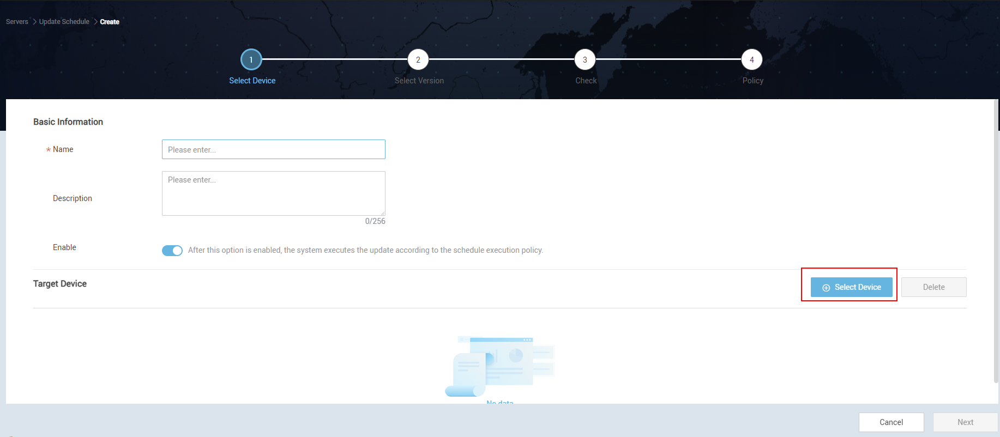 Servers > Update Schedule > Create
1 2 3 4
Select Device Select Version Check Policy
Basic Information
* Name Please enter...
Please enter...
Description
0/256
Enable After this option is enabled, the system executes the update according to the schedule execution policy.
Target Device Select Device Delete
No data
Cancel Next